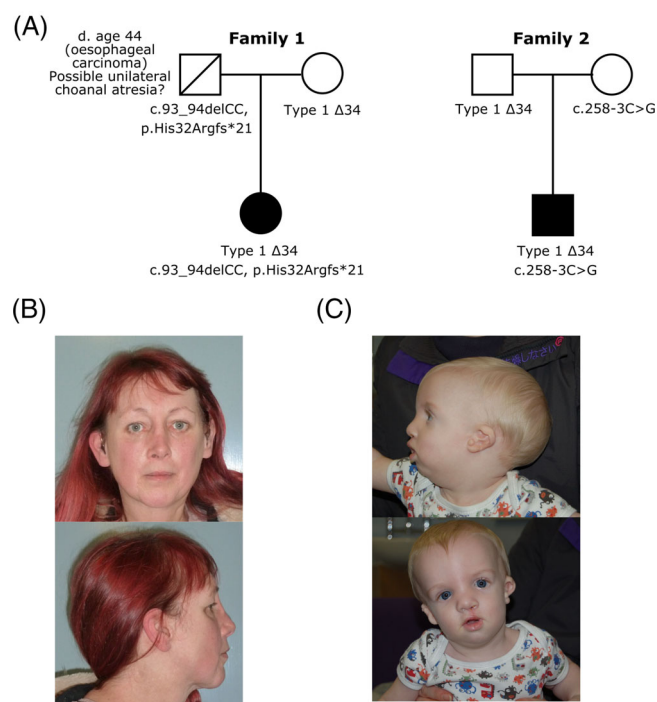 (A)
d. age 44
(oesophageal
carcinoma)
Possible unilateral
choanal atresia?
Family 1
c.93_94delCC,
p.His32Argfs*21
Type 1 Δ34
Type 1 Δ34
c.93_94delCC, p.His32Argfs*21
Family 2
Type 1 Δ34
c.258-3C>G
Type 1 Δ34
c.258-3C>G
(B)
(C)